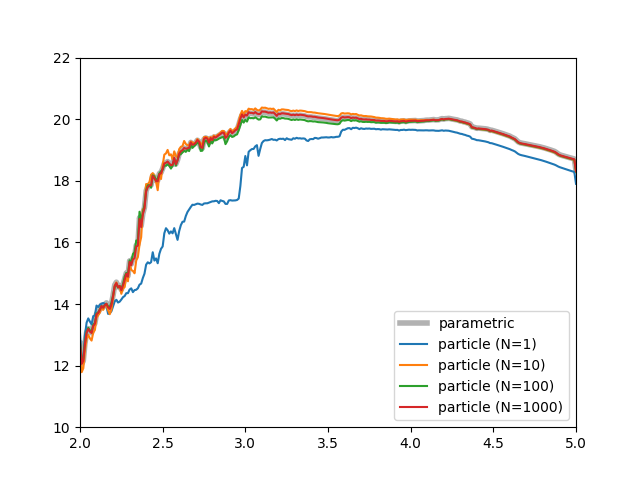 22
20
18
16
14
12
10
2.0 2.5 3.0 3.5 4.0 4.5 5.0
parametric
particle (N=1)
particle (N=10)
particle (N=100)
particle (N=1000)